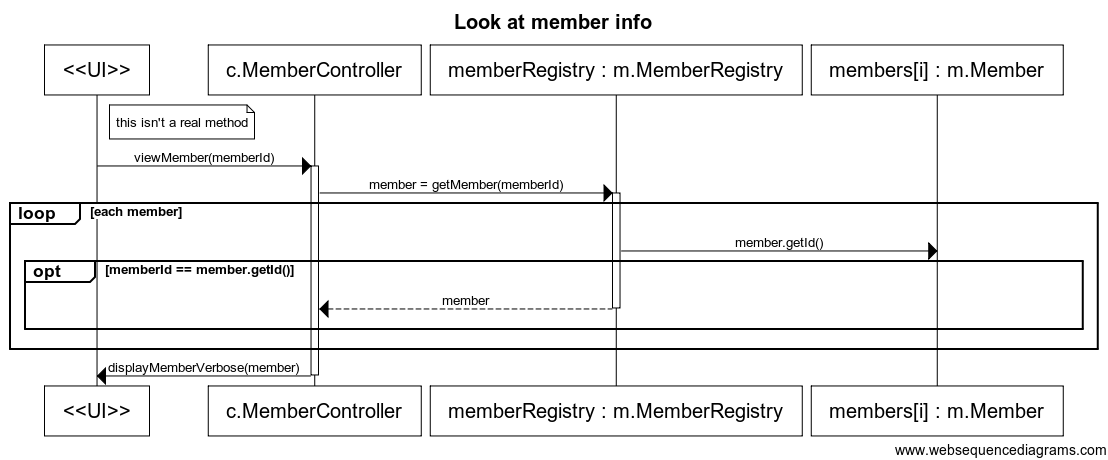 Look at member info
<<UI>>
c.MemberController
memberRegistry : m.MemberRegistry
members[i] : m.Member
this isn't a real method
viewMember(memberId)
member = getMember(memberId)
loop
[each member]
member.getId()
opt
[memberId == member.getId()]
member
displayMemberVerbose(member)
<<UI>>
c.MemberController
memberRegistry : m.MemberRegistry
members[i] : m.Member
www.websequencediagrams.com